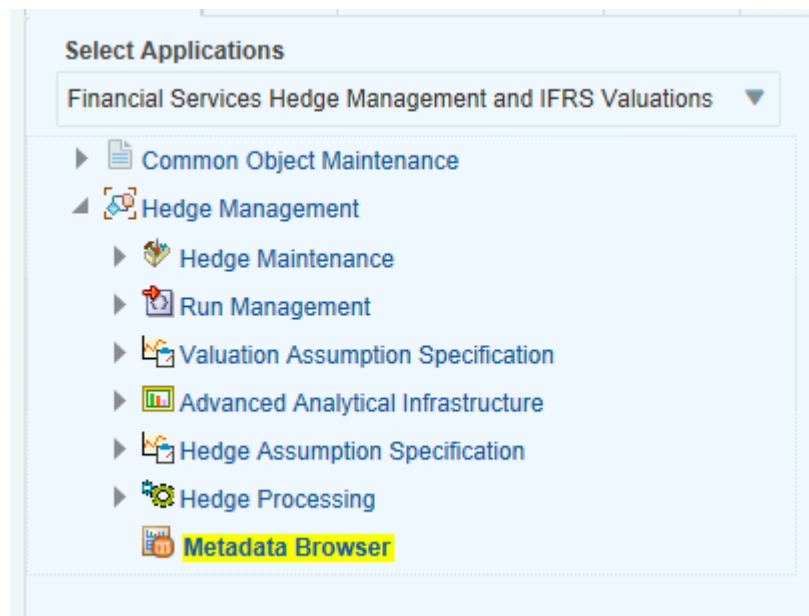 Select Applications
Financial Services Hedge Management and IFRS Valuations
Common Object Maintenance
Hedge Management
Hedge Maintenance
Run Management
Valuation Assumption Specification
Advanced Analytical Infrastructure
Hedge Assumption Specification
Hedge Processing
Metadata Browser